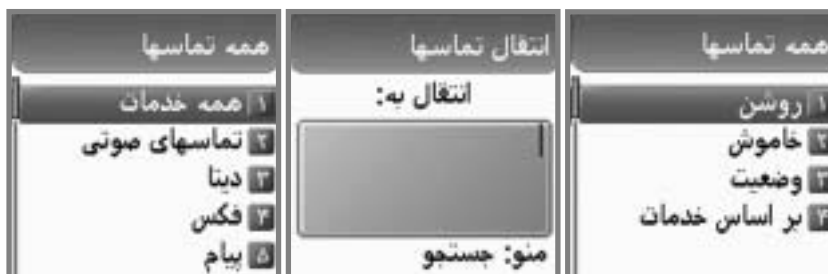 همه تماسها
۱ روشن
۲ خاموش
۳ وضعیت
۴ بر اساس خدمات
انتقال تماسها
انتقال به:
منو: جستجو
همه تماسها
۱ همه خدمات
۲ تماسهای صوتی
۳ دیتا
۴ فکس
۵ پیام